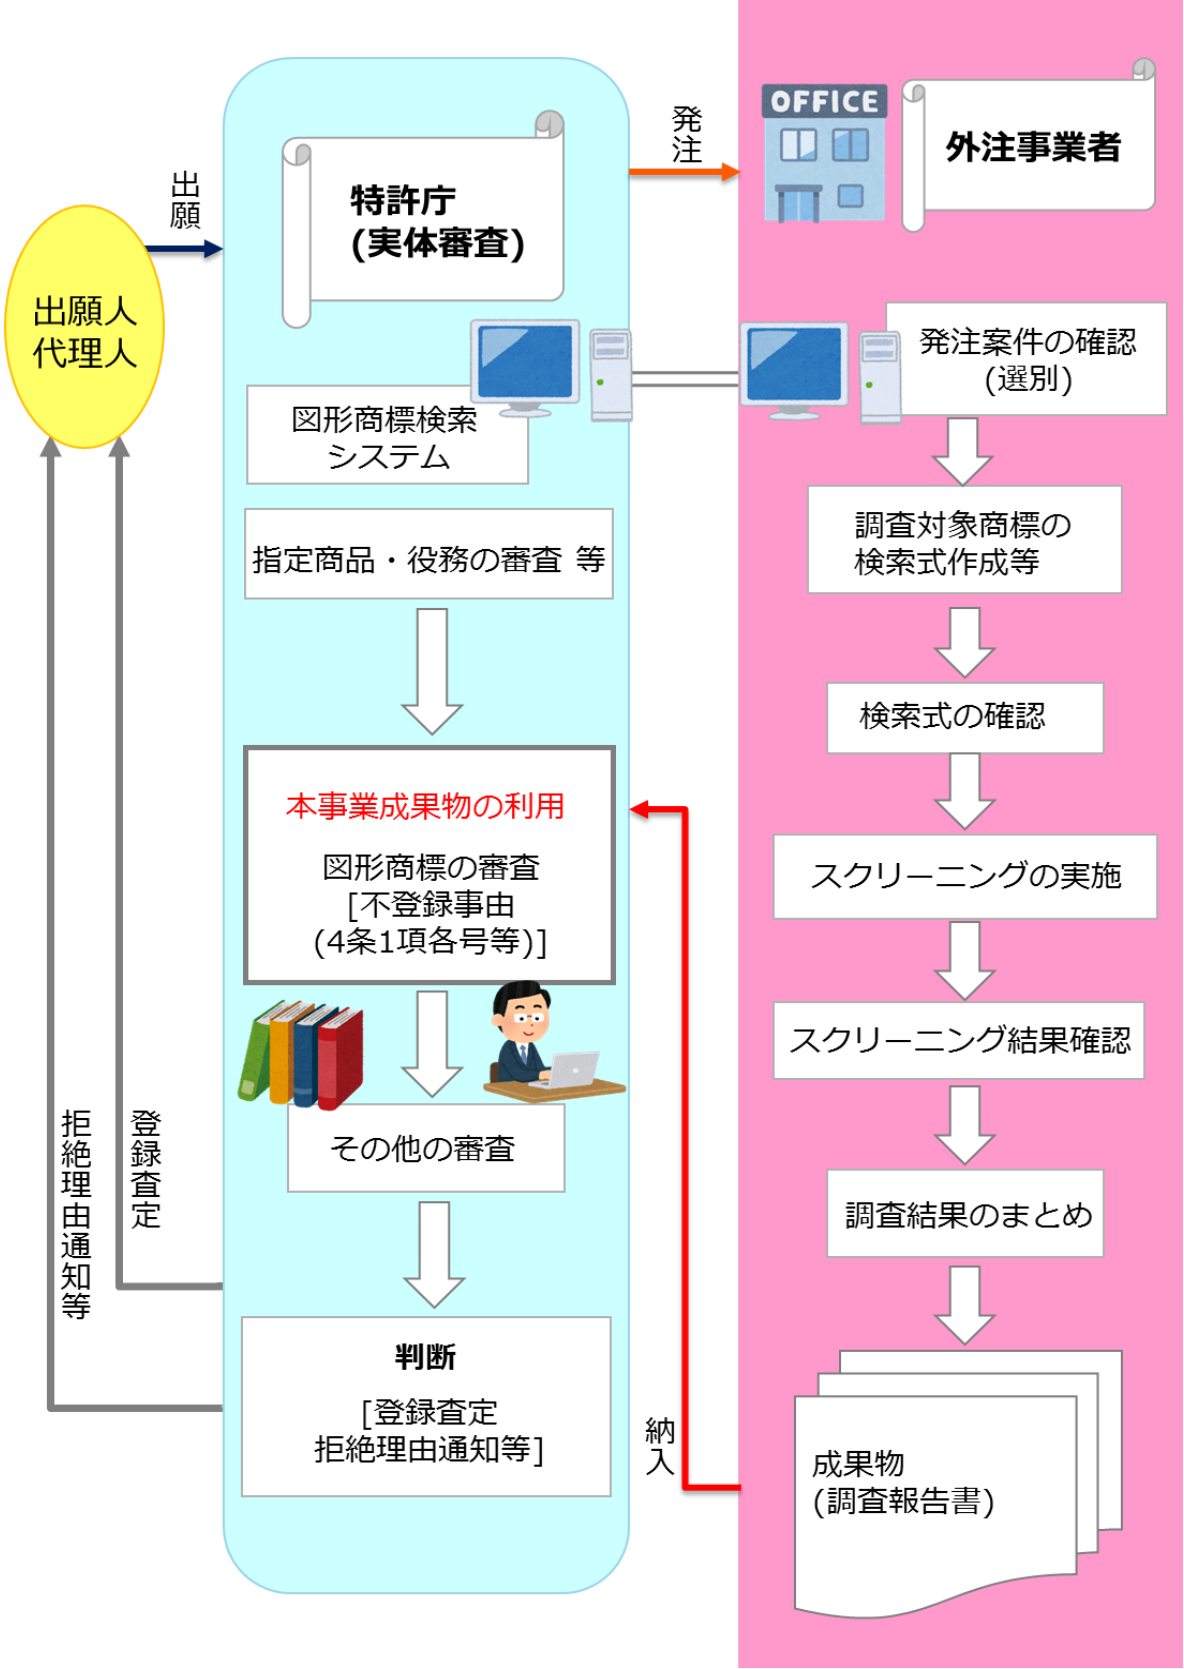 出願人
代理人
出願
特許庁
(実体審査)
図形商標検索
システム
指定商品・役務の審査 等
本事業成果物の利用
図形商標の審査
[不登録事由
(4条1項各号等)]
その他の審査
判断
[登録査定
拒絶理由通知等]
登録査定
拒絶理由通知等
発注
OFFICE
外注事業者
発注案件の確認
(選別)
調査対象商標の
検索式作成等
検索式の確認
スクリーニングの実施
スクリーニング結果確認
調査結果のまとめ
成果物
(調査報告書)
納入